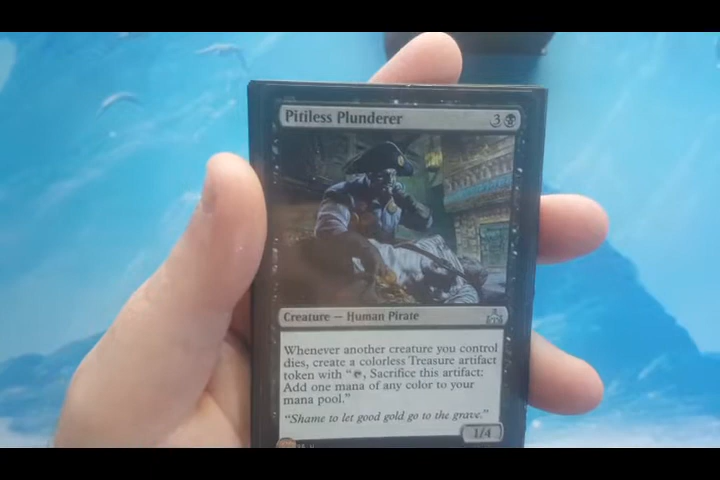 Pitiless Plunderer 3
Creature — Human Pirate
Whenever another creature you control
dies, create a colorless Treasure artifact
token with "T, Sacrifice this artifact:
Add one mana of any color to your
mana pool."
"Shame to let good gold go to the grave."
1/4